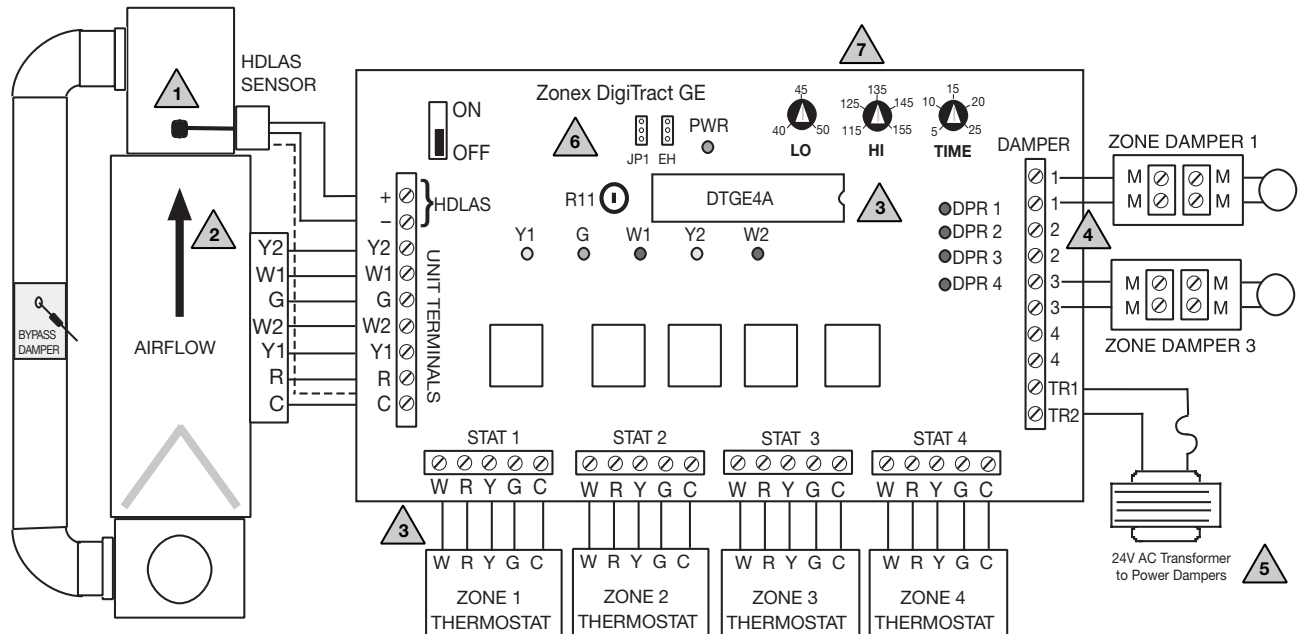 HDLAS
SENSOR
1
2
BYPASS
DAMPER
AIRFLOW
Y2
W1
G
W2
Y1
R
C
7
ON
OFF
Zonex DigiTract GE
6
JP1 EH
PWR
40 45 50
LO
115 125 135 145 155
HI
5 10 15 20 25
TIME
+
−
HDLAS
Y2
W1
G
W2
Y1
R
C
UNIT TERMINALS
R11
DTGE4A
3
Y1 G W1 Y2 W2
DPR 1
DPR 2
DPR 3
DPR 4
DAMPER
1
1
2
2
3
3
4
4
TR1
TR2
4
ZONE DAMPER 1
M M
M M
M M
M M
ZONE DAMPER 3
24V AC Transformer
to Power Dampers
5
STAT 1 STAT 2 STAT 3 STAT 4
W R Y G C W R Y G C W R Y G C W R Y G C
3
W R Y G C W R Y G C W R Y G C W R Y G C
ZONE 1
THERMOSTAT
ZONE 2
THERMOSTAT
ZONE 3
THERMOSTAT
ZONE 4
THERMOSTAT